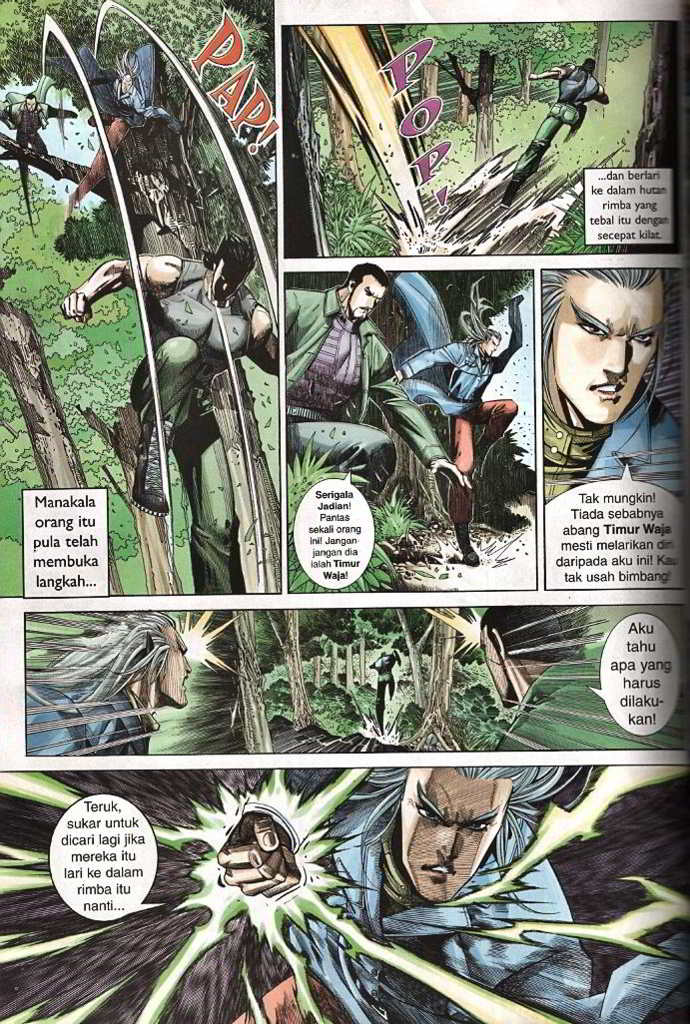 PAP!
Manakala
orang itu
pula telah
membuka
langkah...
POP!
...dan berlari
ke dalam hutan
rimba yang
tebal itu dengan
secepat kilat.
Serigala
Jadian!
Pantas
sekali orang
ini! Jangan-
jangan dia
ialah Timur
Waja!
Tak mungkin!
Tiada sebabnya
abang Timur Waja
mesti melarikan diri
daripada aku ini! Kau
tak usah bimbang!
Aku
tahu
apa yang
harus
dilaku-
kan!
Teruk,
sukar untuk
dicari lagi jika
mereka itu
lari ke dalam
rimba itu
nanti...